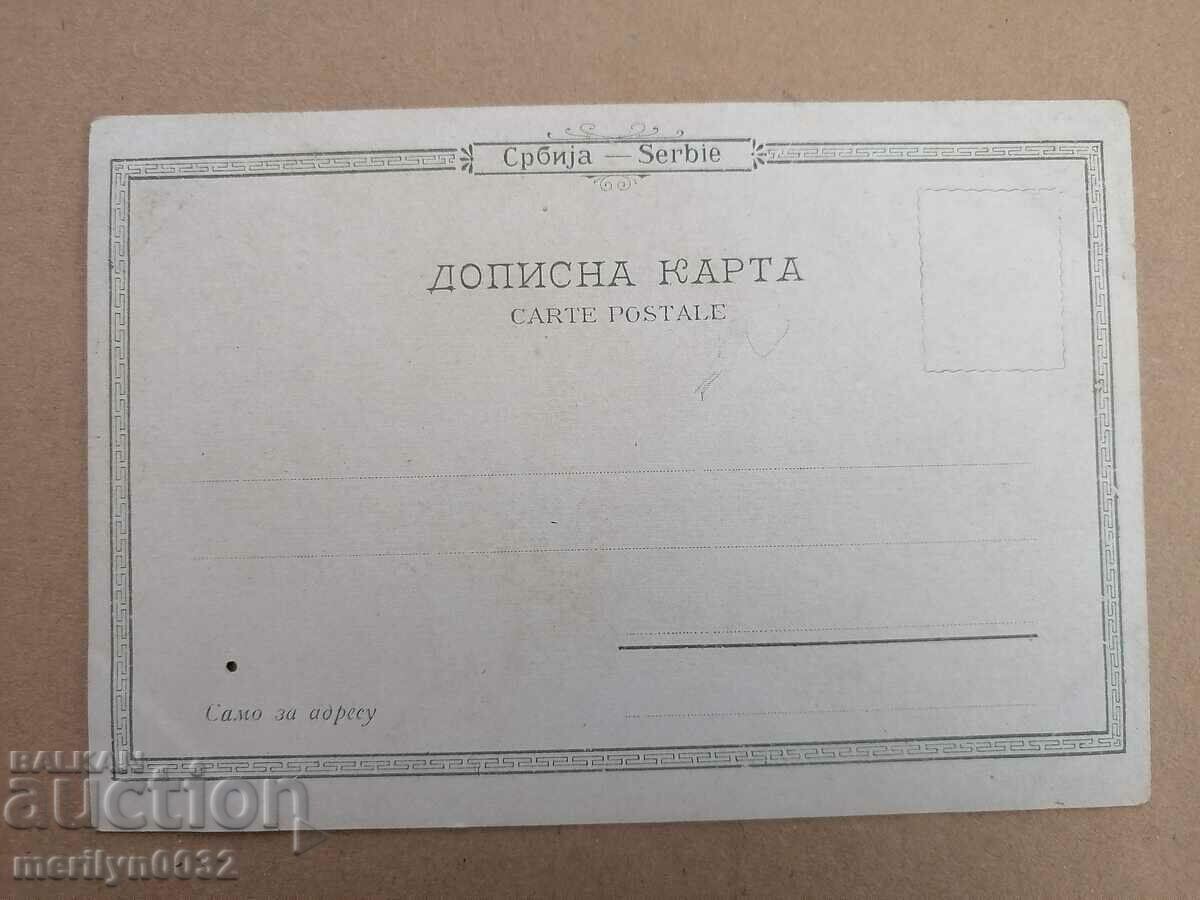 Србија — Serbie
ДОПИСНА КАРТА
CARTE POSTALE
Само за адресу
BALKAN
auction
merilyn0032